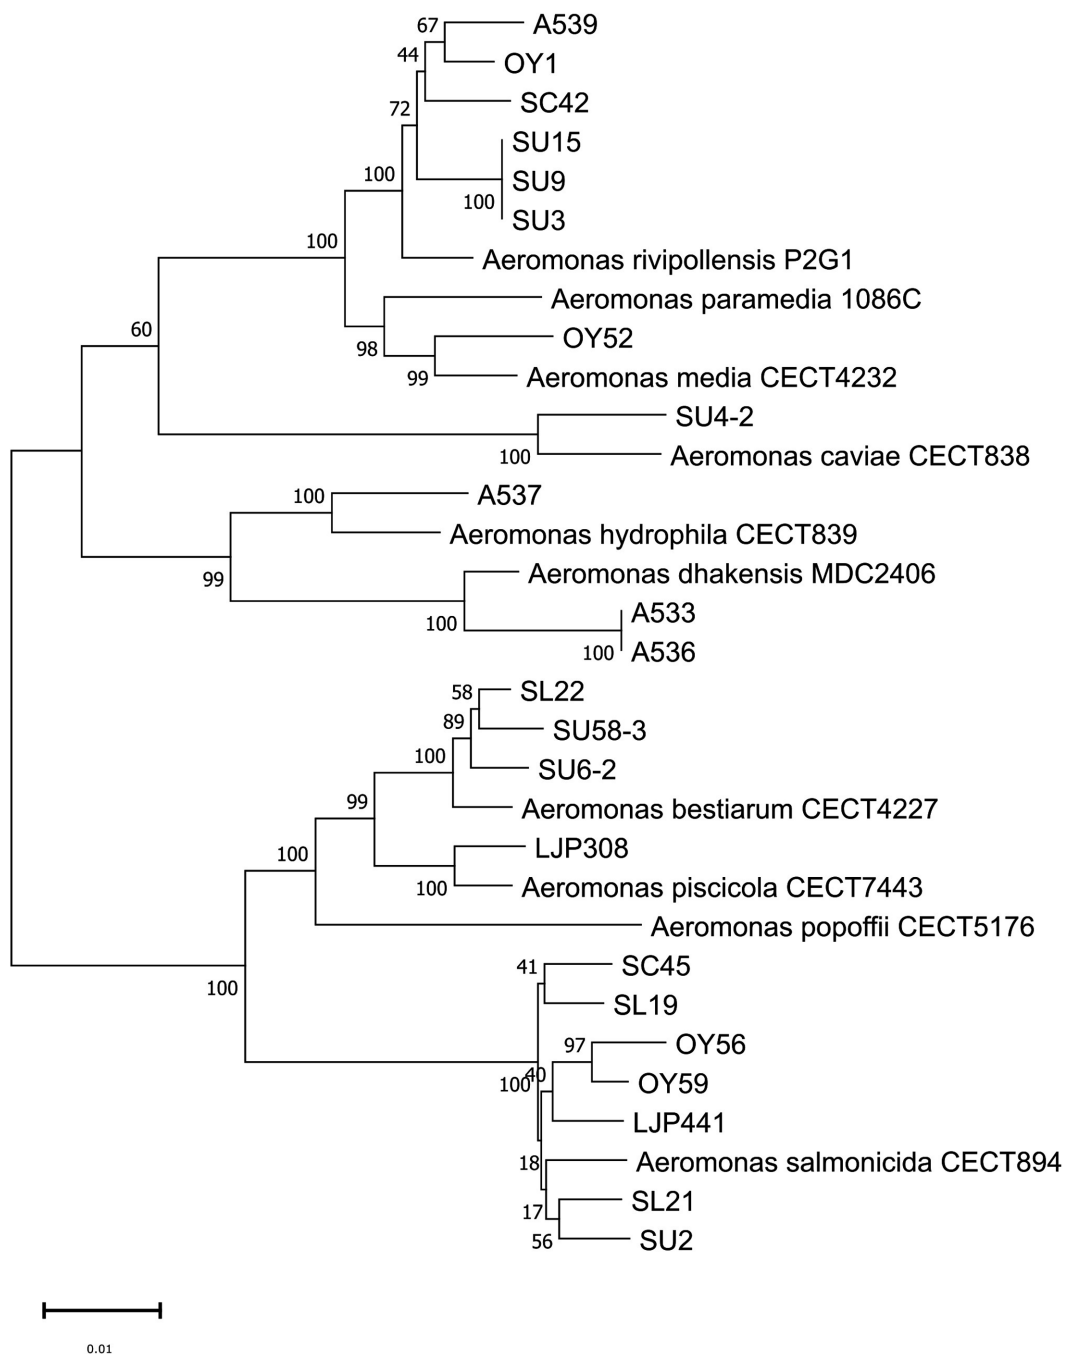 67
A539
44
OY1
SC42
72
SU15
100
SU9
100
SU3
100
Aeromonas rivipollensis P2G1
Aeromonas paramedia 1086C
60
OY52
98
99
Aeromonas media CECT4232
SU4-2
100
Aeromonas caviae CECT838
100
A537
Aeromonas hydrophila CECT839
99
Aeromonas dhakensis MDC2406
A533
100
100
A536
58
SL22
89
SU58-3
100
SU6-2
99
Aeromonas bestiarum CECT4227
100
LJP308
100
Aeromonas piscicola CECT7443
Aeromonas popoffii CECT5176
41
SC45
100
SL19
97
OY56
40
100
OY59
LJP441
18
Aeromonas salmonicida CECT894
SL21
17
56
SU2
0.01